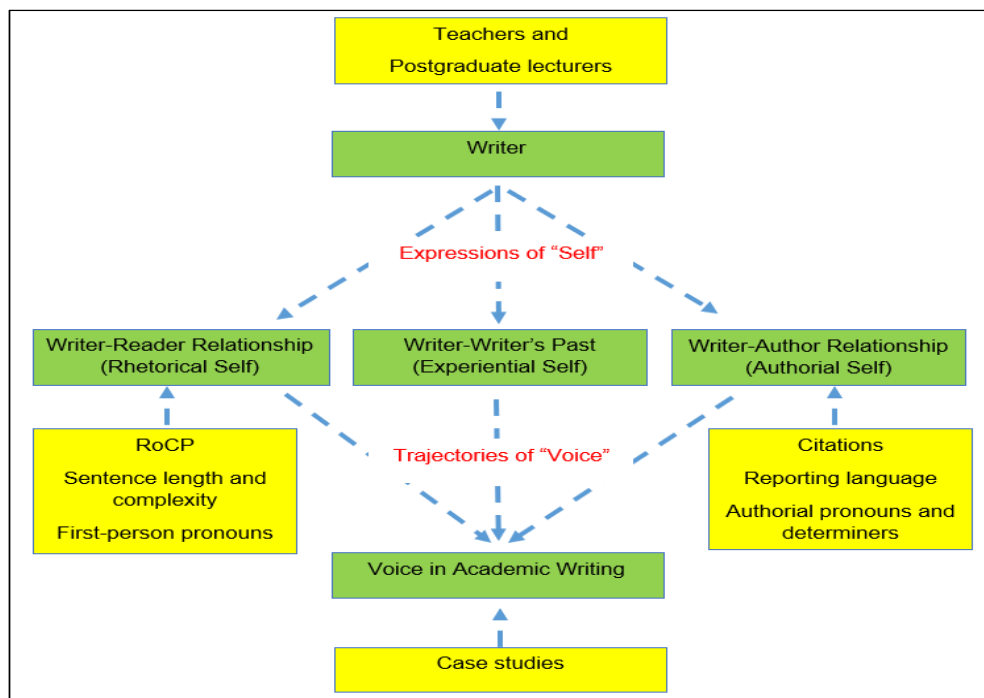 Teachers and
Postgraduate lecturers
Writer
Expressions of “Self”
Writer-Reader Relationship
(Rhetorical Self)
Writer-Writer’s Past
(Experiential Self)
Writer-Author Relationship
(Authorial Self)
RoCP
Sentence length and
complexity
First-person pronouns
Trajectories of “Voice”
Citations
Reporting language
Authorial pronouns and
determiners
Voice in Academic Writing
Case studies